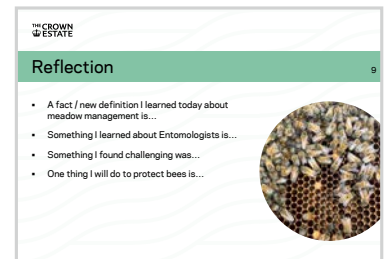 THE CROWN
ESTATE
Reflection
9
▪ A fact / new definition I learned today about
meadow management is...
▪ Something I learned about Entomologists is...
▪ Something I found challenging was...
▪ One thing I will do to protect bees is...